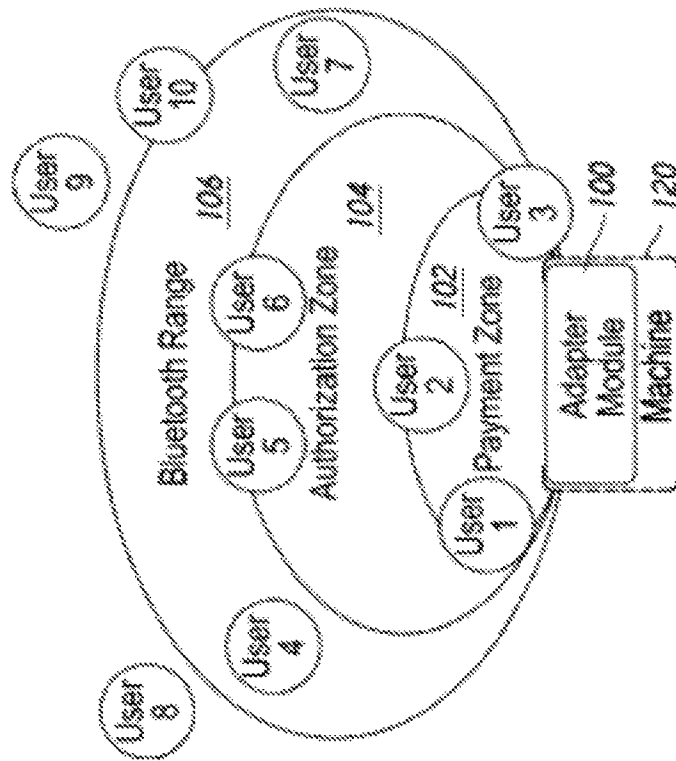 User
9
User
10
User
7
User
8
User
4
Bluetooth Range
106
User
5
User
6
Authorization Zone
104
User
2
User
1
User
3
102
Payment Zone
Adapter
Module
Machine
100
120